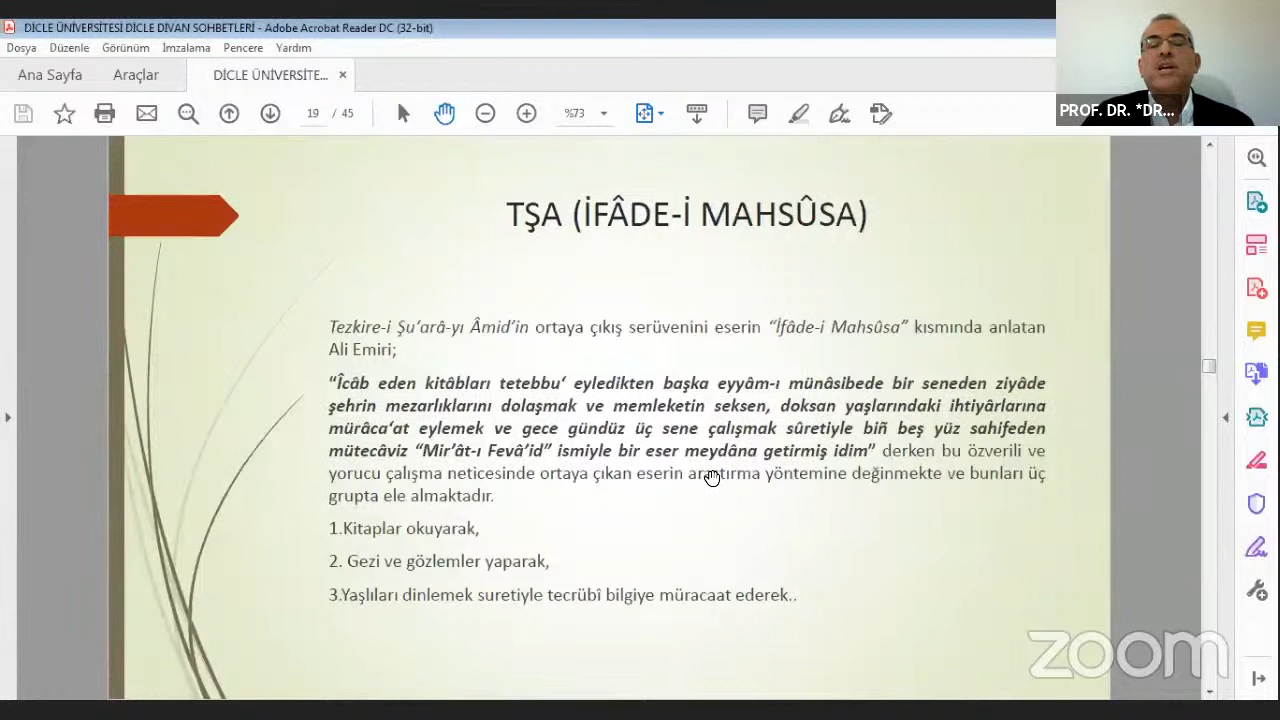 DİCLE ÜNİVERSİTESİ DİCLE DİVAN SOHBETLERİ - Adobe Acrobat Reader DC (32-bit)
Dosya Düzenle Görünüm İmzalama Pencere Yardım
Ana Sayfa Araçlar DİCLE ÜNİVERSİTE... ×
19 / 45 %73
PROF. DR. *DR...
TŞA (İFÂDE-İ MAHSÛSA)
Tezkire-i Şu‘arâ-yı Âmid’in ortaya çıkış serüvenini eserin “İfâde-i Mahsûsa” kısmında anlatan
Ali Emiri;
“Îcâb eden kitâbları tetebbu‘ eyledikten başka eyyâm-ı münâsibede bir seneden ziyâde
şehrin mezarlıklarını dolaşmak ve memleketin seksen, doksan yaşlarındaki ihtiyârlarına
mürâca‘at eylemek ve gece gündüz üç sene çalışmak sûretiyle biñ beş yüz sahifeden
mütecâviz “Mir’ât-ı Fevâ’id” ismiyle bir eser meydâna getirmiş idim” derken bu özverili ve
yorucu çalışma neticesinde ortaya çıkan eserin araştırma yöntemine değinmekte ve bunları üç
grupta ele almaktadır.
1.Kitaplar okuyarak,
2. Gezi ve gözlemler yaparak,
3.Yaşlıları dinlemek suretiyle tecrübî bilgiye müracaat ederek..
zoom